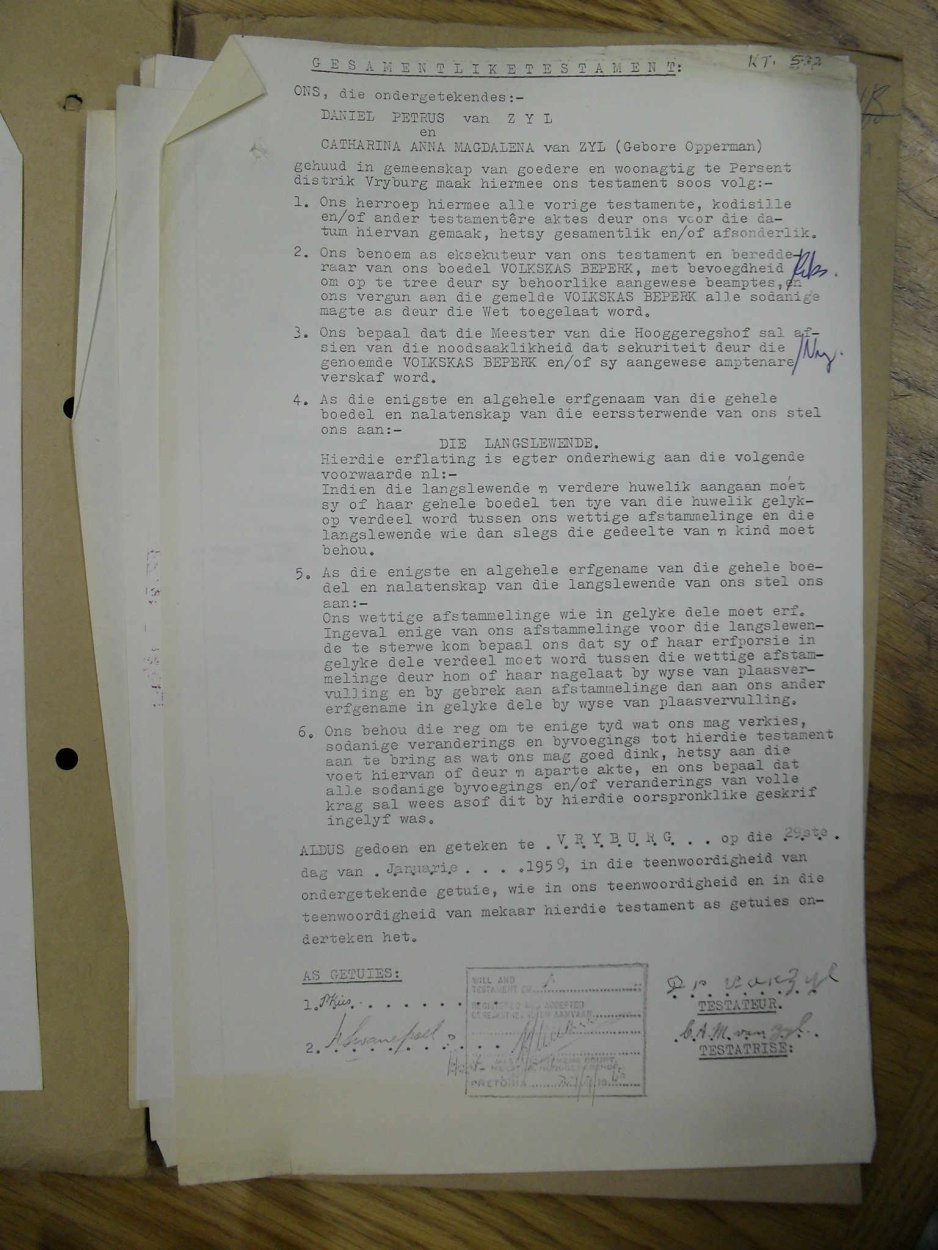 GESAMENTLIKETESTAMENT:
KT.
ONS, die ondergetekendes:-
DANIEL PETRUS van ZYL
en
CATHARINA ANNA MAGDALENA van ZYL (Gebore Opperman)
gehuud in gemeenskap van goedere en woonagtig te Persent
distrik Vryburg maak hiermee ons testament soos volg:-
1. Ons herroep hiermee alle vorige testamente, kodisille
en/of ander testamentêre aktes deur ons voor die da-
tum hiervan gemaak, hetsy gesamentlik en/of afsonderlik.
2. Ons benoem as eksekuteur van ons testament en beredde-
raar van ons boedel VOLKSKAS BEPERK, met bevoegdheid
om op te tree deur sy behoorlike aangewese beamptes, en
ons vergun aan die gemelde VOLKSKAS BEPERK alle sodanige
magte as deur die Wet toegelaat word.
3. Ons bepaal dat die Meester van die Hooggeregshof sal af-
sien van die noodsaaklikheid dat sekuriteit deur die
genoemde VOLKSKAS BEPERK en/of sy aangewese amptenare
verskaf word.
4. As die enigste en algehele erfgenaam van die gehele
boedel en nalatenskap van die eerssterwende van ons stel
ons aan:-
DIE LANGSLEWENDE.
Hierdie erflating is egter onderhewig aan die volgende
voorwaarde nl:-
Indien die langslewende 'n verdere huwelik aangaan moet
sy of haar gehele boedel ten tye van die huwelik gelyk-
op verdeel word tussen ons wettige afstammelinge en die
langslewende wie dan slegs die gedeelte van 'n kind moet
behou.
5. As die enigste en algehele erfgename van die gehele boe-
del en nalatenskap van die langslewende van ons stel ons
aan:-
Ons wettige afstammelinge wie in gelyke dele moet erf.
Ingeval enige van ons afstammelinge voor die langslewen-
de te sterwe kom bepaal ons dat sy of haar erfporsie in
gelyke dele verdeel moet word tussen die wettige afstam-
melinge deur hom of haar nagelaat by wyse van plaasver-
vulling en by gebrek aan afstammelinge dan aan ons ander
erfgename in gelyke dele by wyse van plaasvervulling.
6. Ons behou die reg om te enige tyd wat ons mag verkies,
sodanige veranderings en byvoegings tot hierdie testament
aan te bring as wat ons mag goed dink, hetsy aan die
voet hiervan of deur 'n aparte akte, en ons bepaal dat
alle sodanige byvoegings en/of veranderings van volle
krag sal wees asof dit by hierdie oorspronklike geskrif
ingelyf was.
ALDUS gedoen en geteken te . VRYBURG . . . op die 29ste .
dag van . Januarie . . . . 1959, in die teenwoordigheid van
ondergetekende getuie, wie in ons teenwoordigheid en in die
teenwoordigheid van mekaar hierdie testament as getuies on-
derteken het.
AS GETUIES:
1.
2.
WILL AND
TESTAMENT
REGISTERED AND ACCEPTED
PRETORIA
D P van Zyl
TESTATEUR.
C.A.M. van Zyl.
TESTATRISE: